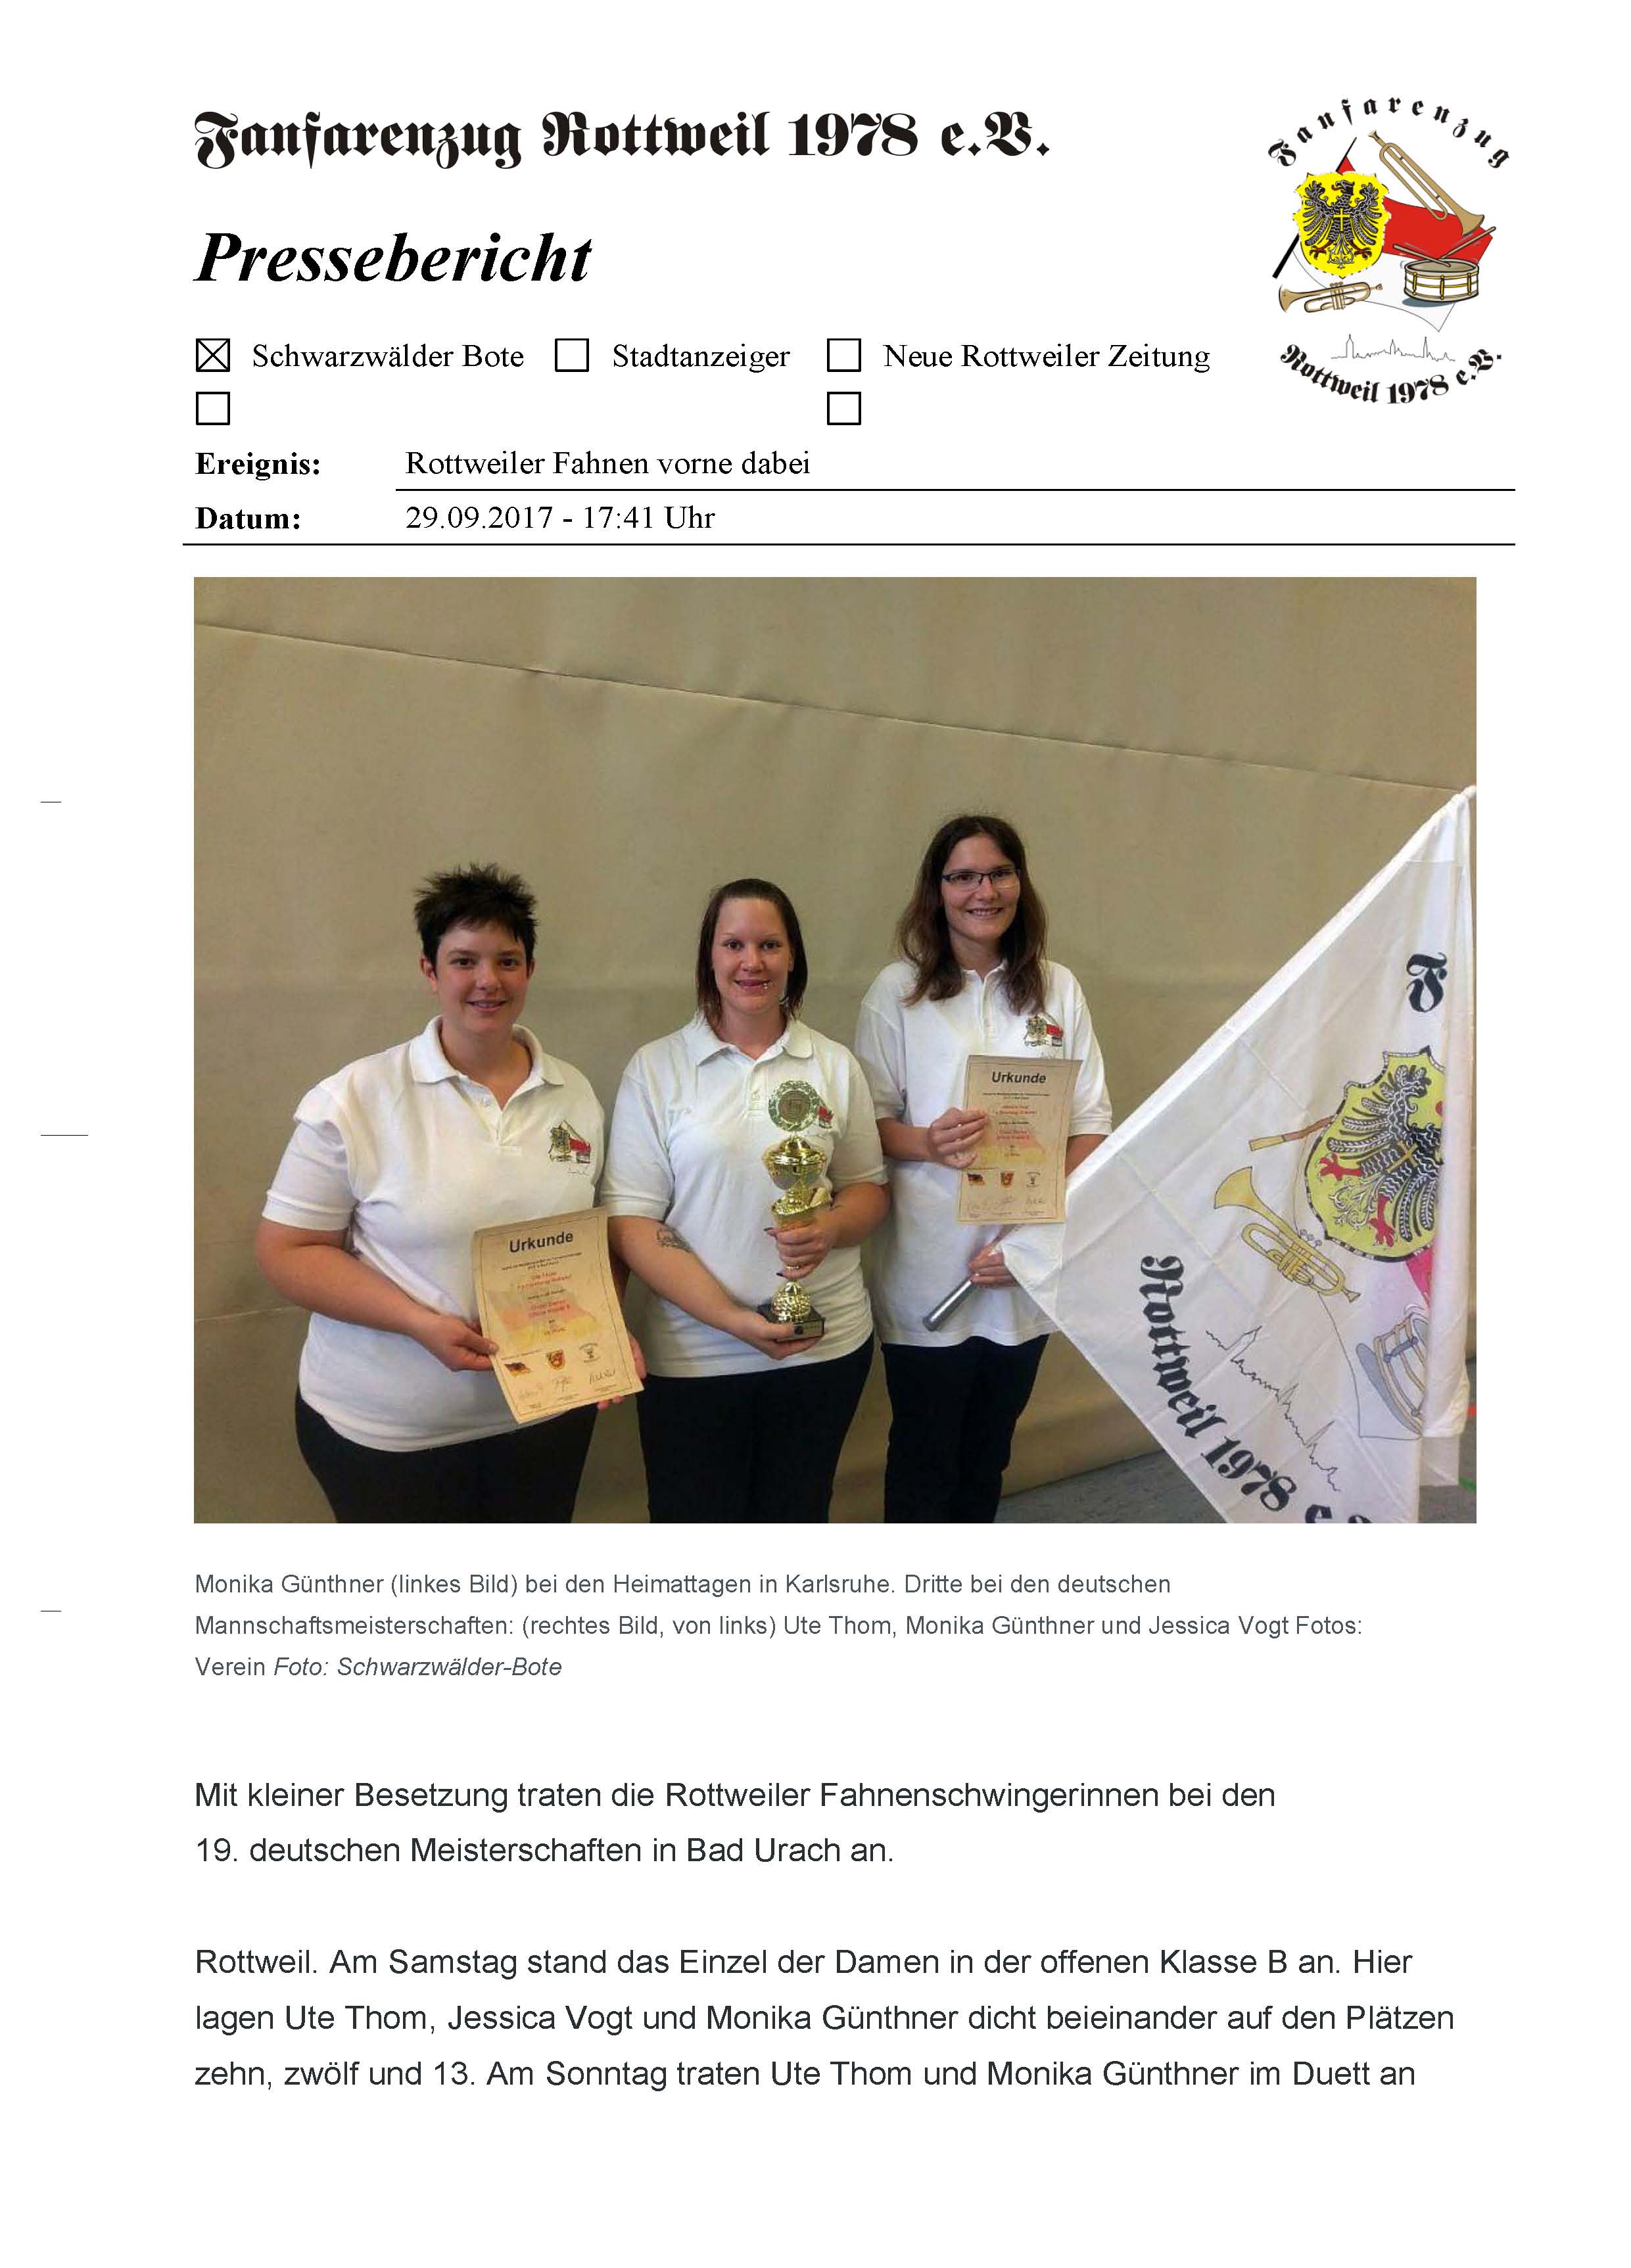 Fanfarenzug Rottweil 1978 e.V.
Fanfarenzug
Rottweil 1978 e.V.
Pressebericht
Schwarzwälder Bote Stadtanzeiger Neue Rottweiler Zeitung
Ereignis: Rottweiler Fahnen vorne dabei
Datum: 29.09.2017 - 17:41 Uhr
Urkunde
Urkunde
F
Rottweil 1978 e.
Monika Günthner (linkes Bild) bei den Heimattagen in Karlsruhe. Dritte bei den deutschen
Mannschaftsmeisterschaften: (rechtes Bild, von links) Ute Thom, Monika Günthner und Jessica Vogt Fotos:
Verein Foto: Schwarzwälder-Bote
Mit kleiner Besetzung traten die Rottweiler Fahnenschwingerinnen bei den
19. deutschen Meisterschaften in Bad Urach an.
Rottweil. Am Samstag stand das Einzel der Damen in der offenen Klasse B an. Hier
lagen Ute Thom, Jessica Vogt und Monika Günthner dicht beieinander auf den Plätzen
zehn, zwölf und 13. Am Sonntag traten Ute Thom und Monika Günthner im Duett an